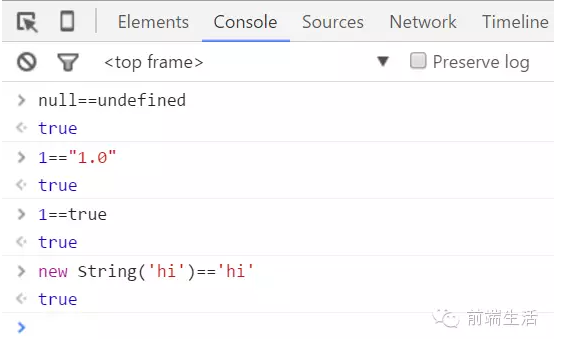 Elements Console Sources Network Timeline
<top frame> Preserve log
null==undefined
true
1=="1.0"
true
1==true
true
new String('hi')=='hi'
true
前端生活